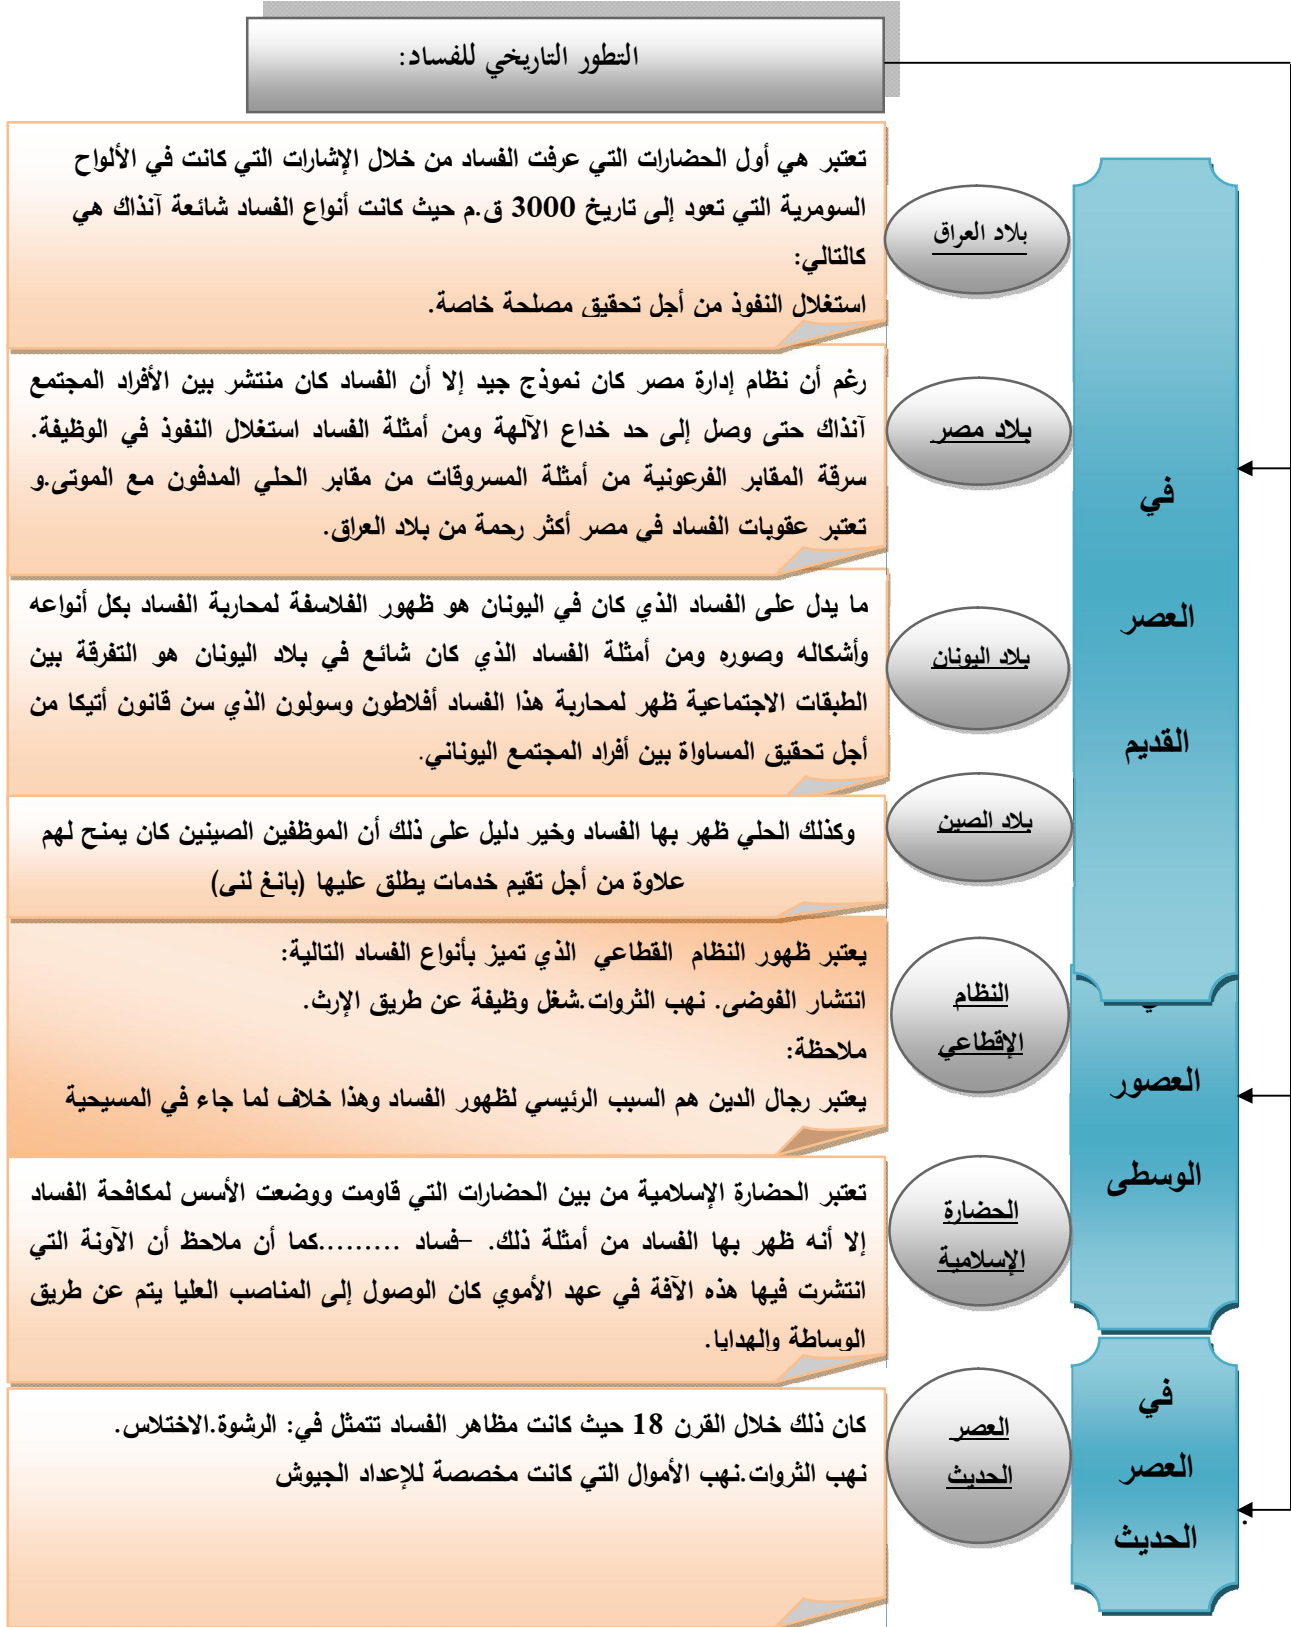 التطور التاريخي للفساد:
في
العصر
القديم
بلاد العراق
تعتبر هي أول الحضارات التي عرفت الفساد من خلال الإشارات التي كانت في الألواح
السومرية التي تعود إلى تاريخ 3000 ق.م حيث كانت أنواع الفساد شائعة آنذاك هي
كالتالي:
استغلال النفوذ من أجل تحقيق مصلحة خاصة.
بلاد مصر
رغم أن نظام إدارة مصر كان نموذج جيد إلا أن الفساد كان منتشر بين الأفراد المجتمع
آنذاك حتى وصل إلى حد خداع الآلهة ومن أمثلة الفساد استغلال النفوذ في الوظيفة.
سرقة المقابر الفرعونية من أمثلة المسروقات من مقابر الحلي المدفون مع الموتى.و
تعتبر عقوبات الفساد في مصر أكثر رحمة من بلاد العراق.
بلاد اليونان
ما يدل على الفساد الذي كان في اليونان هو ظهور الفلاسفة لمحاربة الفساد بكل أنواعه
وأشكاله وصوره ومن أمثلة الفساد الذي كان شائع في بلاد اليونان هو التفرقة بين
الطبقات الاجتماعية ظهر لمحاربة هذا الفساد أفلاطون وسولون الذي سن قانون أتيكا من
أجل تحقيق المساواة بين أفراد المجتمع اليوناني.
بلاد الصين
وكذلك الحلي ظهر بها الفساد وخير دليل على ذلك أن الموظفين الصينين كان يمنح لهم
علاوة من أجل تقيم خدمات يطلق عليها (بانغ لنى)
العصور
الوسطى
النظام
الإقطاعي
يعتبر ظهور النظام القطاعي الذي تميز بأنواع الفساد التالية:
انتشار الفوضى. نهب الثروات.شغل وظيفة عن طريق الإرث.
ملاحظة:
يعتبر رجال الدين هم السبب الرئيسي لظهور الفساد وهذا خلاف لما جاء في المسيحية
الحضارة
الإسلامية
تعتبر الحضارة الإسلامية من بين الحضارات التي قاومت ووضعت الأسس لمكافحة الفساد
إلا أنه ظهر بها الفساد من أمثلة ذلك. –فساد .........كما أن ملاحظ أن الآونة التي
انتشرت فيها هذه الآفة في عهد الأموي كان الوصول إلى المناصب العليا يتم عن طريق
الوساطة والهدايا.
في
العصر
الحديث
العصر
الحديث
كان ذلك خلال القرن 18 حيث كانت مظاهر الفساد تتمثل في: الرشوة.الاختلاس.
نهب الثروات.نهب الأموال التي كانت مخصصة للإعداد الجيوش